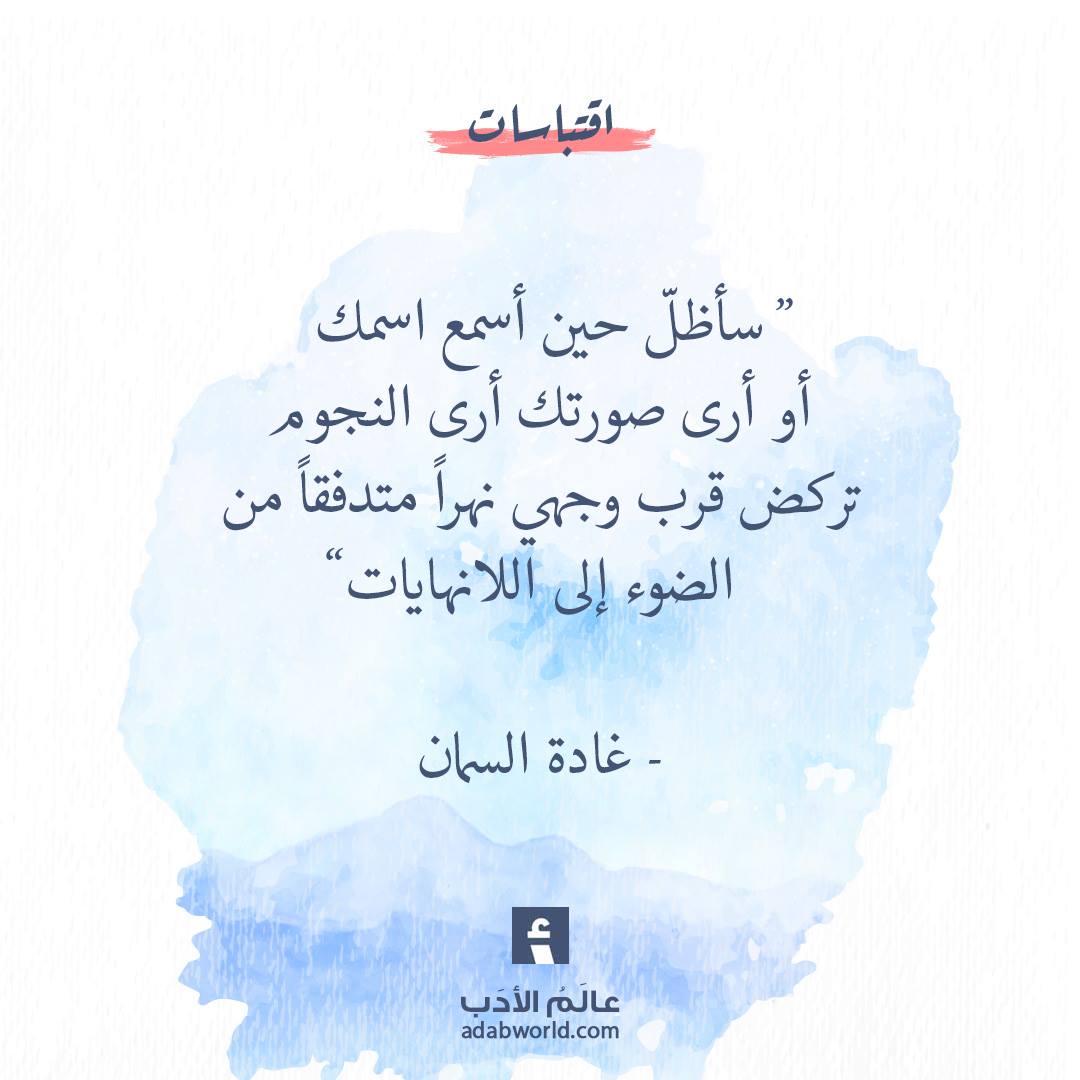 اقتباسات
” سأظلّ حين أسمع اسمك
أو أرى صورتك أرى النجوم
تركض قرب وجهي نهراً متدفقاً من
الضوء إلى اللانهايات “
- غادة السمان
أ
عالَمُ الأدَب
adabworld.com